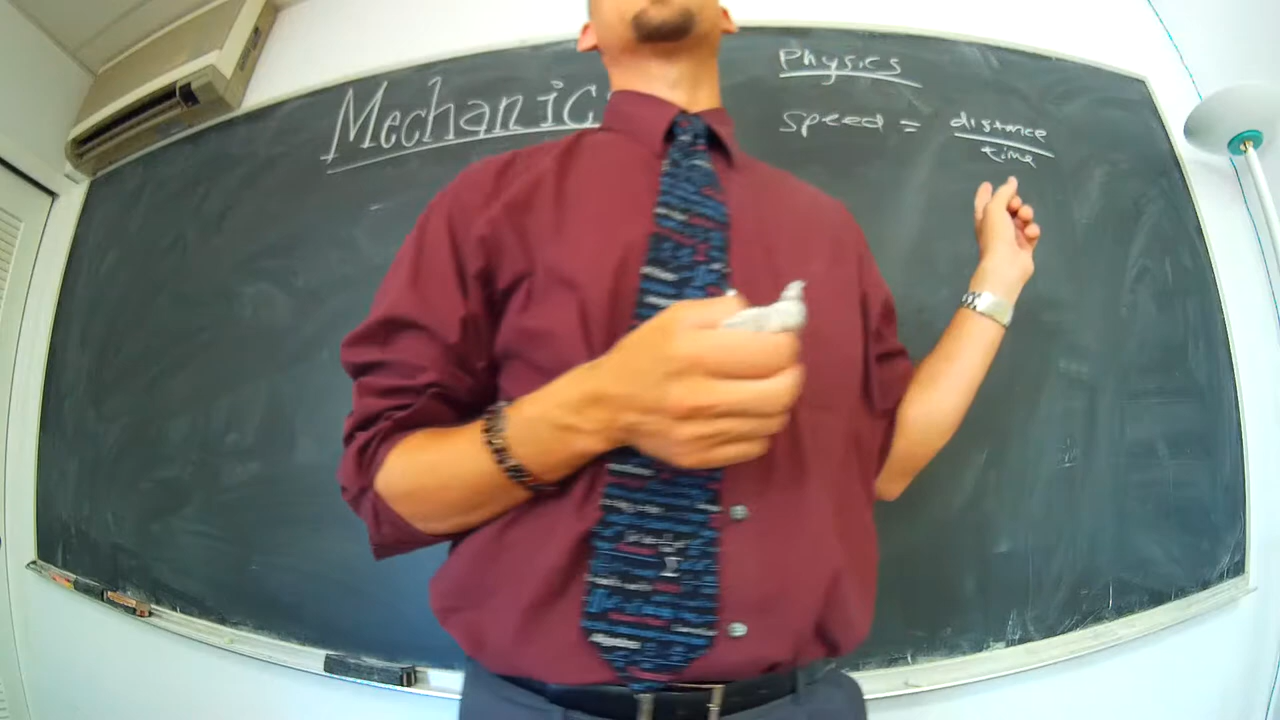 Mechanic
Physics
speed = distance
time